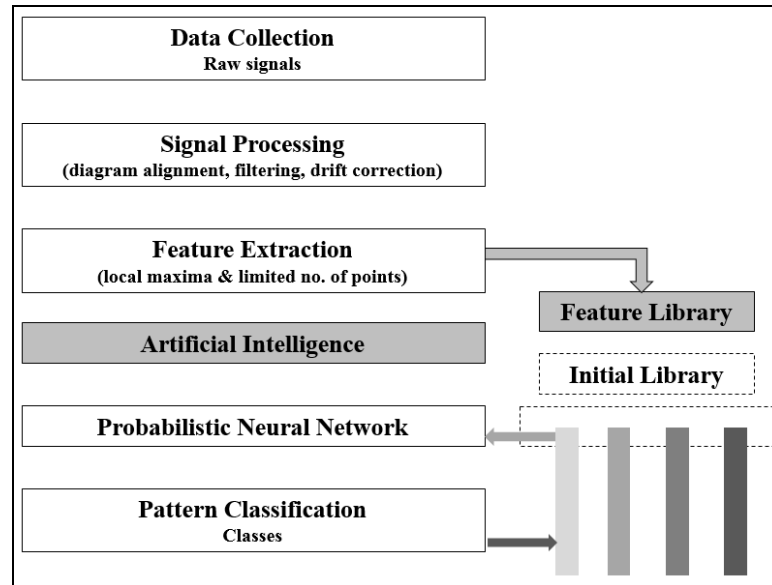 Data Collection
Raw signals
Signal Processing
(diagram alignment, filtering, drift correction)
Feature Extraction
(local maxima & limited no. of points)
Feature Library
Artificial Intelligence
Initial Library
Probabilistic Neural Network
Pattern Classification
Classes